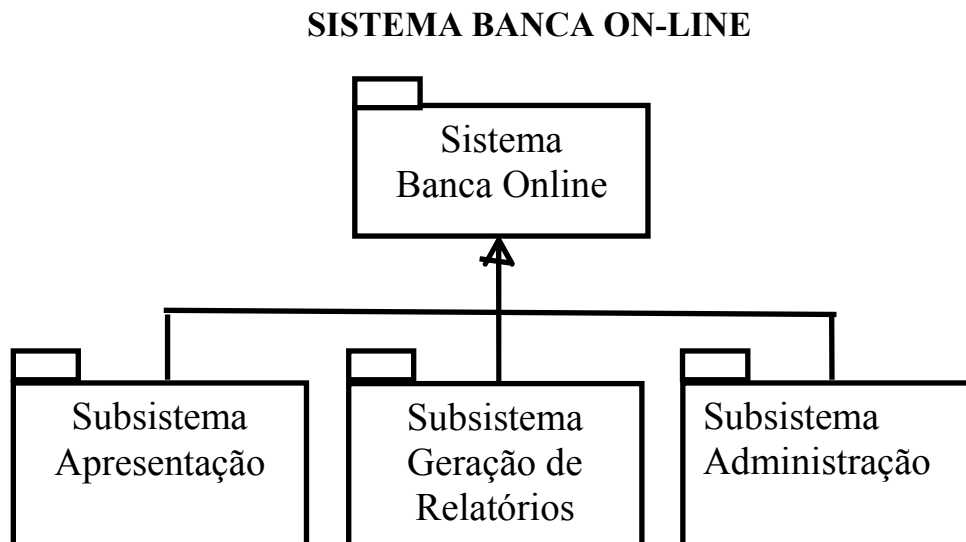 SISTEMA BANCA ON-LINE
Sistema
Banca Online
Subsistema
Apresentação
Subsistema
Geração de
Relatórios
Subsistema
Administração